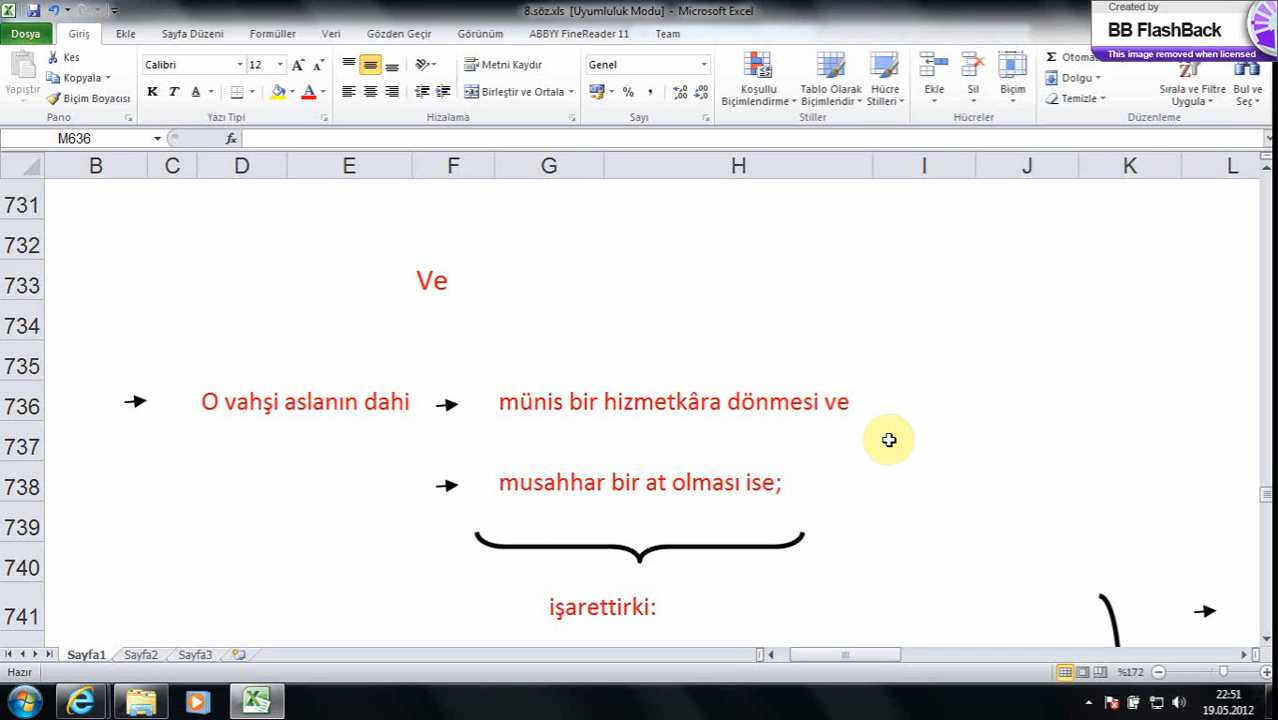 8.söz.xls [Uyumluluk Modu] - Microsoft Excel
Created by
BB FlashBack
This image removed when licensed
Dosya Giriş Ekle Sayfa Düzeni Formüller Veri Gözden Geçir Görünüm ABBYY FineReader 11 Team
Yapıştır
Kes
Kopyala
Biçim Boyacısı
Pano
Calibri 12
K T A
Yazı Tipi
Metni Kaydır
Birleştir ve Ortala
Hizalama
Genel
%
Sayı
Koşullu Biçimlendirme
Tablo Olarak Biçimlendir
Hücre Stilleri
Stiller
Ekle Sil Biçim
Hücreler
Σ Otoma
Dolgu
Temizle
Sırala ve Filtre Uygula
Bul ve Seç
Düzenleme
M636 fx
B C D E F G H I J K L
731
732
733 Ve
734
735
736 O vahşi aslanın dahi münis bir hizmetkâra dönmesi ve
737
738 musahhar bir at olması ise;
739
740
741 işarettirki:
Sayfa1 Sayfa2 Sayfa3
Hazır %172
22:51
19.05.2012